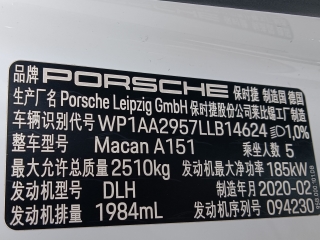 品牌 PORSCHE 保时捷 制造国 德国
生产厂名 Porsche Leipzig GmbH 保时捷股份公司莱比锡工厂制造
车辆识别代号 WP1AA2957LLB14624 1,0%
整车型号 Macan A151 乘坐人数 5
最大允许总质量 2510kg 发动机最大净功率 185kW
发动机型号 DLH 制造年月 2020-02
发动机排量 1984mL 发动机序列号 094230